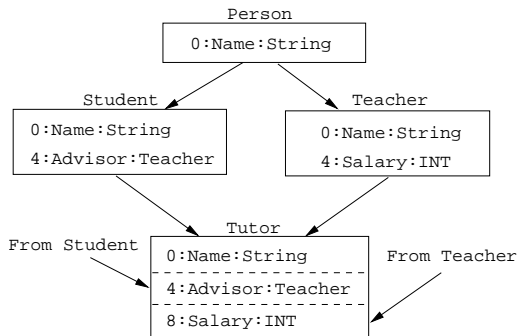 Person
0:Name:String
Student
Teacher
0:Name:String
4:Advisor:Teacher
0:Name:String
4:Salary:INT
Tutor
From Student
From Teacher
0:Name:String
4:Advisor:Teacher
8:Salary:INT